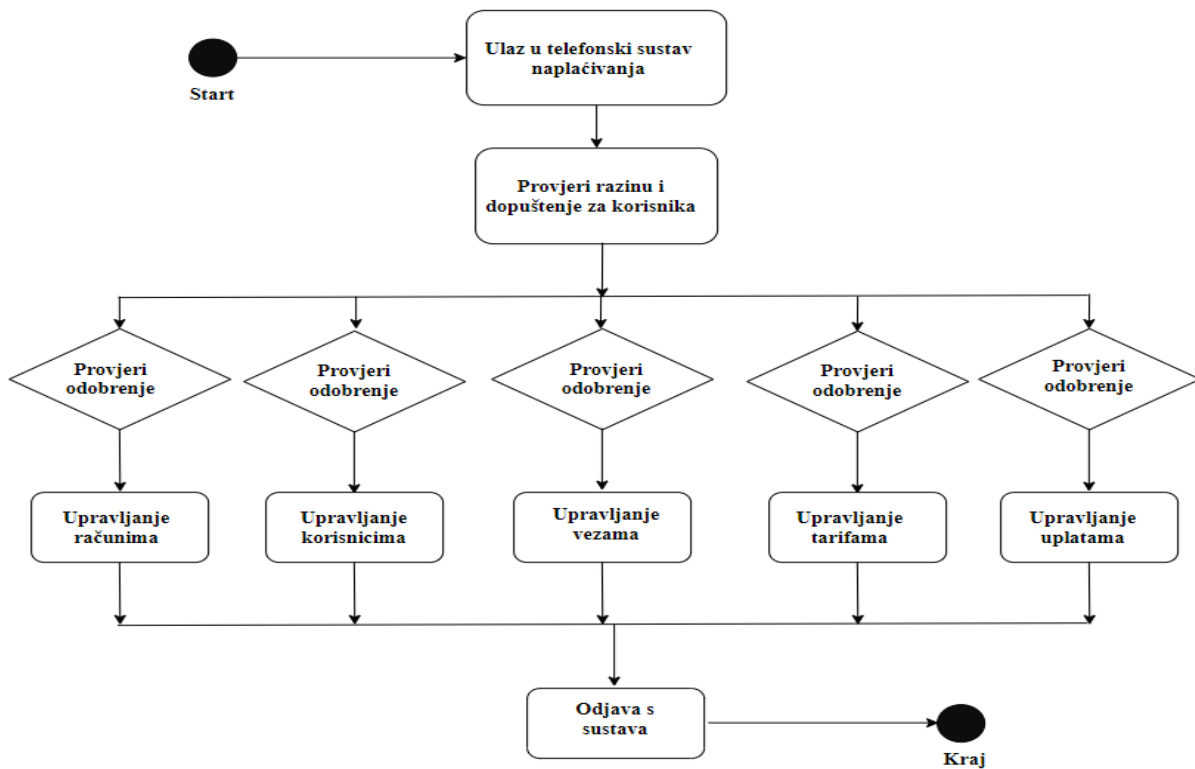 Ulaz u telefonski sustav
naplaćivanja
Start
Provjeri razinu i
dopuštenje za korisnika
Provjeri
odobrenje
Provjeri
odobrenje
Provjeri
odobrenje
Provjeri
odobrenje
Provjeri
odobrenje
Upravljanje
računima
Upravljanje
korisnicima
Upravljanje
vezama
Upravljanje
tarifama
Upravljanje
uplatama
Odjava s
sustava
Kraj